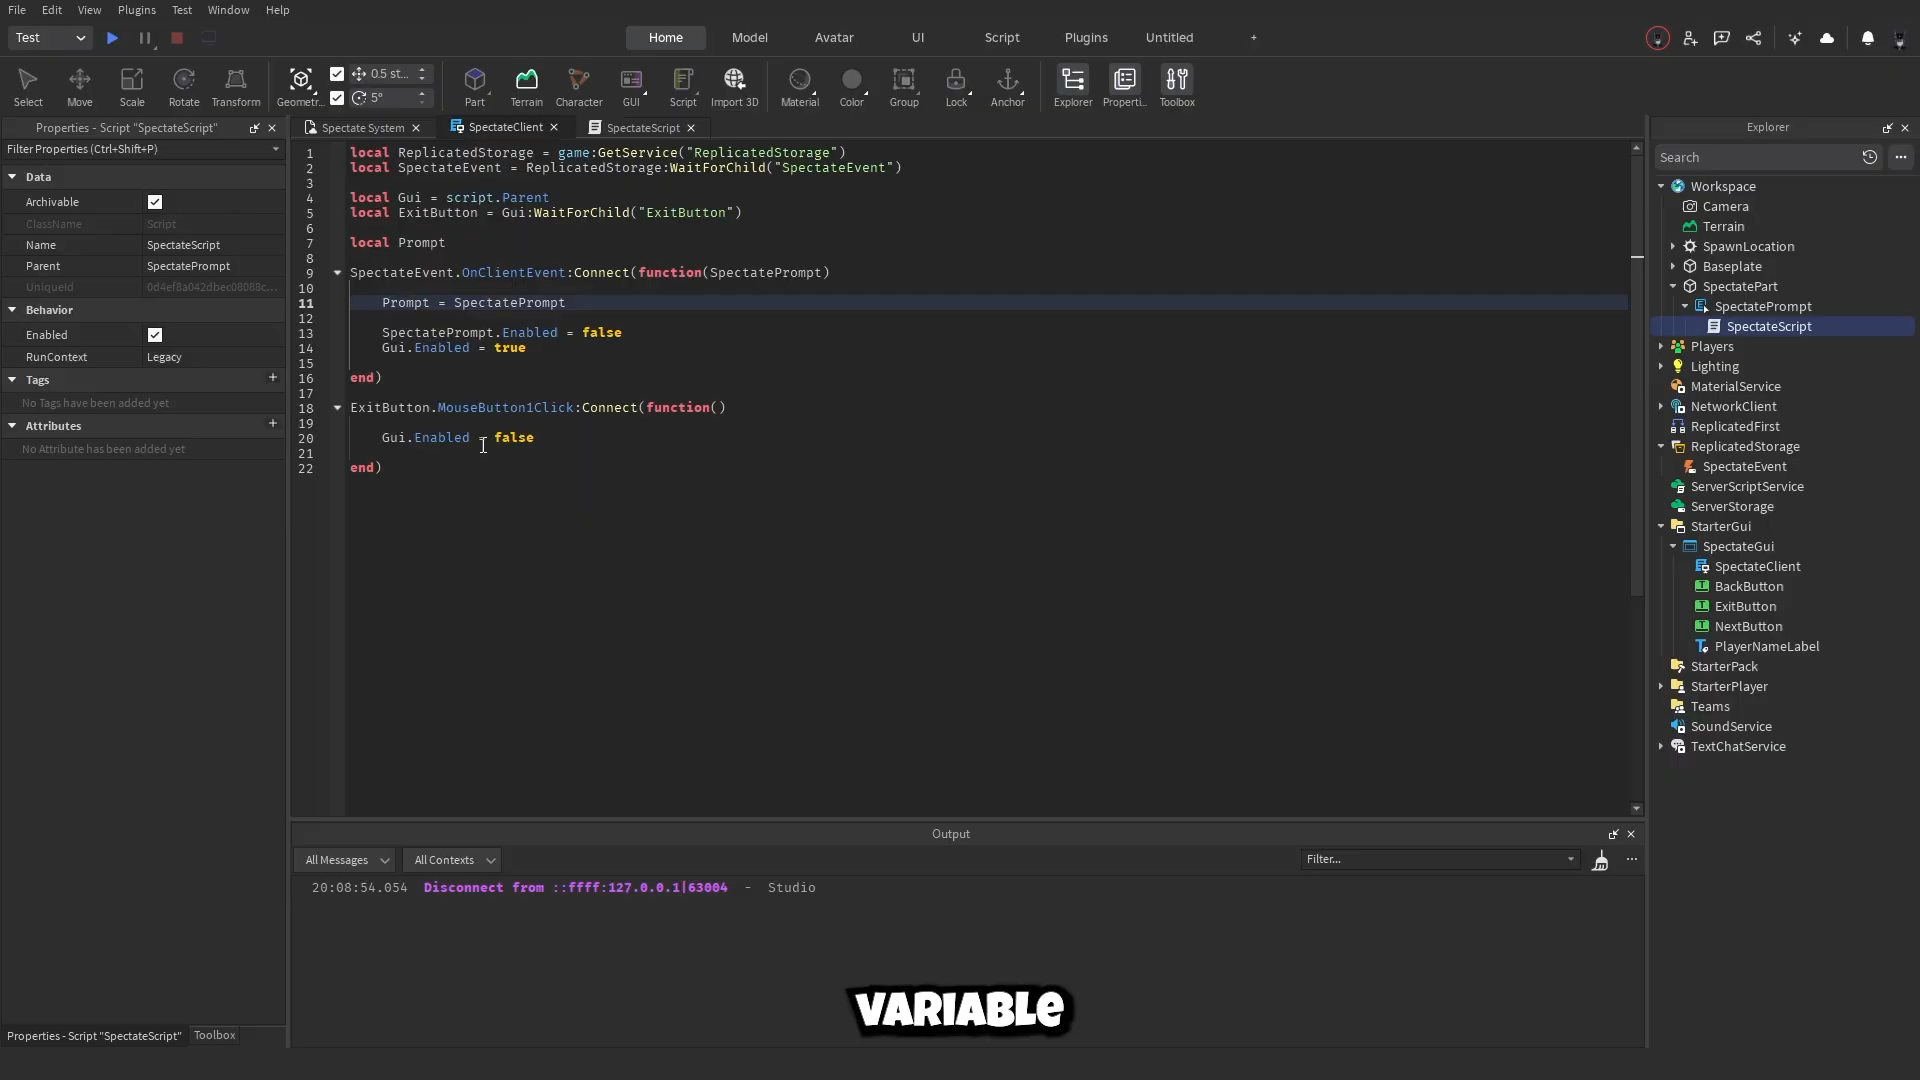 File Edit View Plugins Test Window Help
Test
Home Model Avatar UI Script Plugins Untitled +
0.5 st...
5°
Select Move Scale Rotate Transform Geometr... Part Terrain Character GUI Script Import 3D Material Color Group Lock Anchor Explorer Properti... Toolbox
Properties - Script "SpectateScript"
Filter Properties (Ctrl+Shift+P)
Data
Archivable
ClassName Script
Name SpectateScript
Parent SpectatePrompt
UniqueId 0d4ef8a042dbec08088c...
Behavior
Enabled
RunContext Legacy
Tags +
No Tags have been added yet
Attributes +
No Attribute has been added yet
Properties - Script "SpectateScript" Toolbox
Spectate System × SpectateClient × SpectateScript ×
1 local ReplicatedStorage = game:GetService("ReplicatedStorage")
2 local SpectateEvent = ReplicatedStorage:WaitForChild("SpectateEvent")
3
4 local Gui = script.Parent
5 local ExitButton = Gui:WaitForChild("ExitButton")
6
7 local Prompt
8
9 SpectateEvent.OnClientEvent:Connect(function(SpectatePrompt)
10
11 Prompt = SpectatePrompt
12
13 SpectatePrompt.Enabled = false
14 Gui.Enabled = true
15
16 end)
17
18 ExitButton.MouseButton1Click:Connect(function()
19
20 Gui.Enabled = false
21
22 end)
Output
All Messages All Contexts Filter... ...
20:08:54.054 Disconnect from ::ffff:127.0.0.1|63004 - Studio
VARIABLE
Explorer
Search
Workspace
Camera
Terrain
SpawnLocation
Baseplate
SpectatePart
SpectatePrompt
SpectateScript
Players
Lighting
MaterialService
NetworkClient
ReplicatedFirst
ReplicatedStorage
SpectateEvent
ServerScriptService
ServerStorage
StarterGui
SpectateGui
SpectateClient
BackButton
ExitButton
NextButton
PlayerNameLabel
StarterPack
StarterPlayer
Teams
SoundService
TextChatService